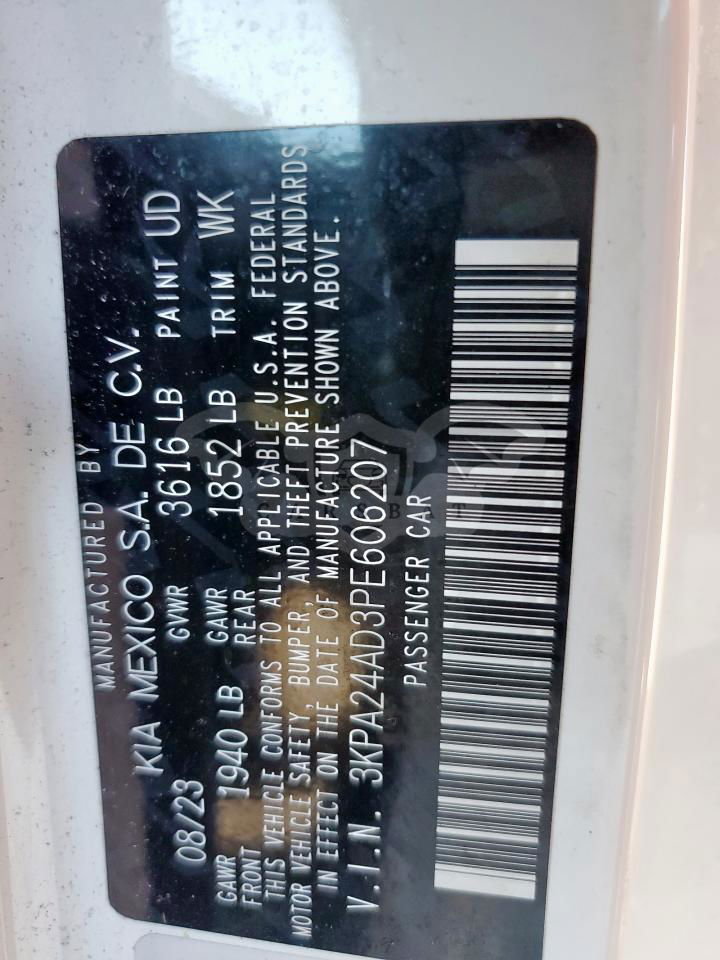 MANUFACTURED BY
KIA MEXICO S.A. DE C.V.
08/23 GVWR 3616 LB PAINT UD
GAWR FRONT 1940 LB GAWR REAR 1852 LB TRIM WK
THIS VEHICLE CONFORMS TO ALL APPLICABLE U.S.A. FEDERAL
MOTOR VEHICLE SAFETY, BUMPER, AND THEFT PREVENTION STANDARDS
IN EFFECT ON THE DATE OF MANUFACTURE SHOWN ABOVE.
V.I.N. 3KPA24AD3PE606207
PASSENGER CAR